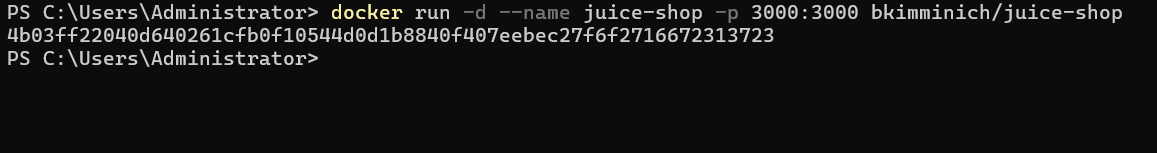 PS C:\Users\Administrator> docker run -d --name juice-shop -p 3000:3000 bkimminich/juice-shop
4b03ff22040d640261cfb0f10544d0d1b8840f407eebec27f6f2716672313723
PS C:\Users\Administrator>